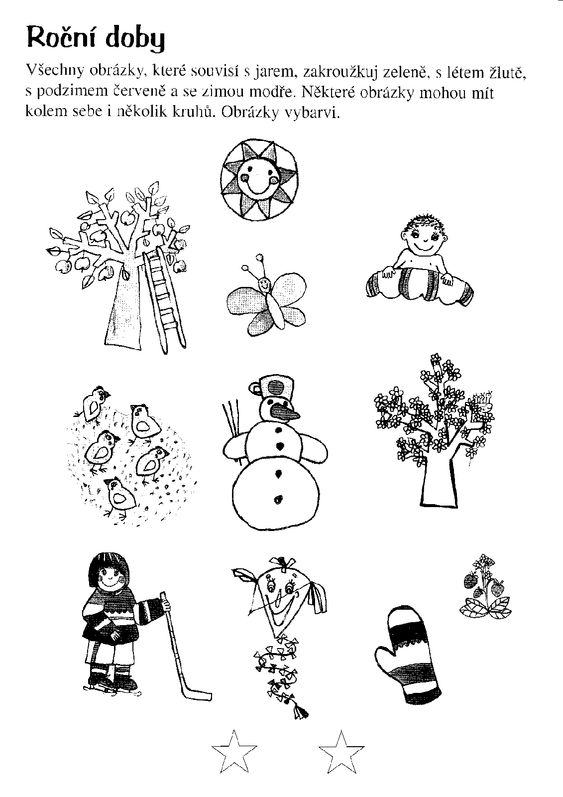 Roční doby
Všechny obrázky, které souvisí s jarem, zakroužkuj zeleně, s létem žlutě,
s podzimem červeně a se zimou modře. Některé obrázky mohou mít
kolem sebe i několik kruhů. Obrázky vybarvi.